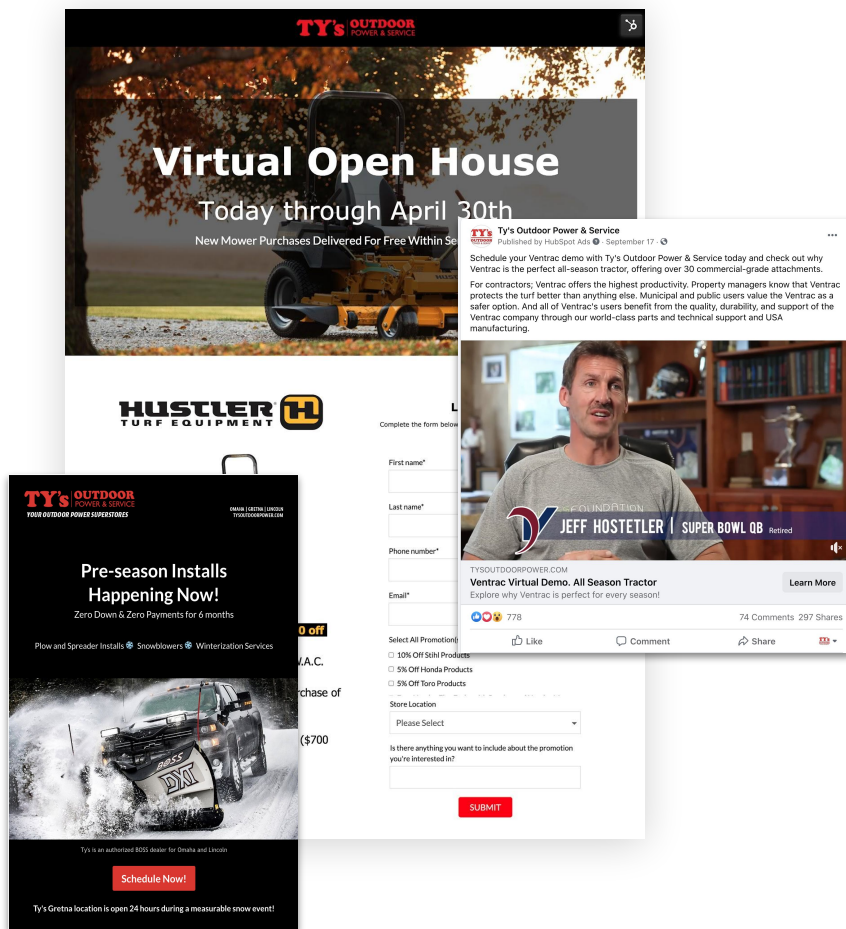 TY's OUTDOOR
POWER & SERVICE
Virtual Open House
Today through April 30th
New Mower Purchases Delivered For Free Within
HUSTLER
TURF EQUIPMENT
Complete the form below
First name*
Last name*
Phone number*
Email*
Select All
10% Off Stihl Products
5% Off Honda Products
5% Off Toro Products
Store Location
Please Select
Is there anything you want to include about the promotion
you're interested in?
SUBMIT
off
W.A.C.
of
($700
Ty's Outdoor Power & Service
Published by HubSpot Ads · September 17 ·
Schedule your Ventrac demo with Ty's Outdoor Power & Service today and check out why
Ventrac is the perfect all-season tractor, offering over 30 commercial-grade attachments.
For contractors; Ventrac offers the highest productivity. Property managers know that Ventrac
protects the turf better than anything else. Municipal and public users value the Ventrac as a
safer option. And all of Ventrac's users benefit from the quality, durability, and support of the
Ventrac company through our world-class parts and technical support and USA
manufacturing.
FOUNDATION
JEFF HOSTETLER | SUPER BOWL QB Retired
TYSOUTDOORPOWER.COM
Ventrac Virtual Demo. All Season Tractor
Explore why Ventrac is perfect for every season!
Learn More
778
74 Comments 297 Shares
Like Comment Share
TY's OUTDOOR
POWER & SERVICE
YOUR OUTDOOR POWER SUPERSTORES
OMAHA | GRETNA | LINCOLN
TYSOUTDOORPOWER.COM
Pre-season Installs
Happening Now!
Zero Down & Zero Payments for 6 months
Plow and Spreader Installs Snowblowers Winterization Services
BOSS
DXT
Ty's is an authorized BOSS dealer for Omaha and Lincoln
Schedule Now!
Ty's Gretna location is open 24 hours during a measurable snow event!